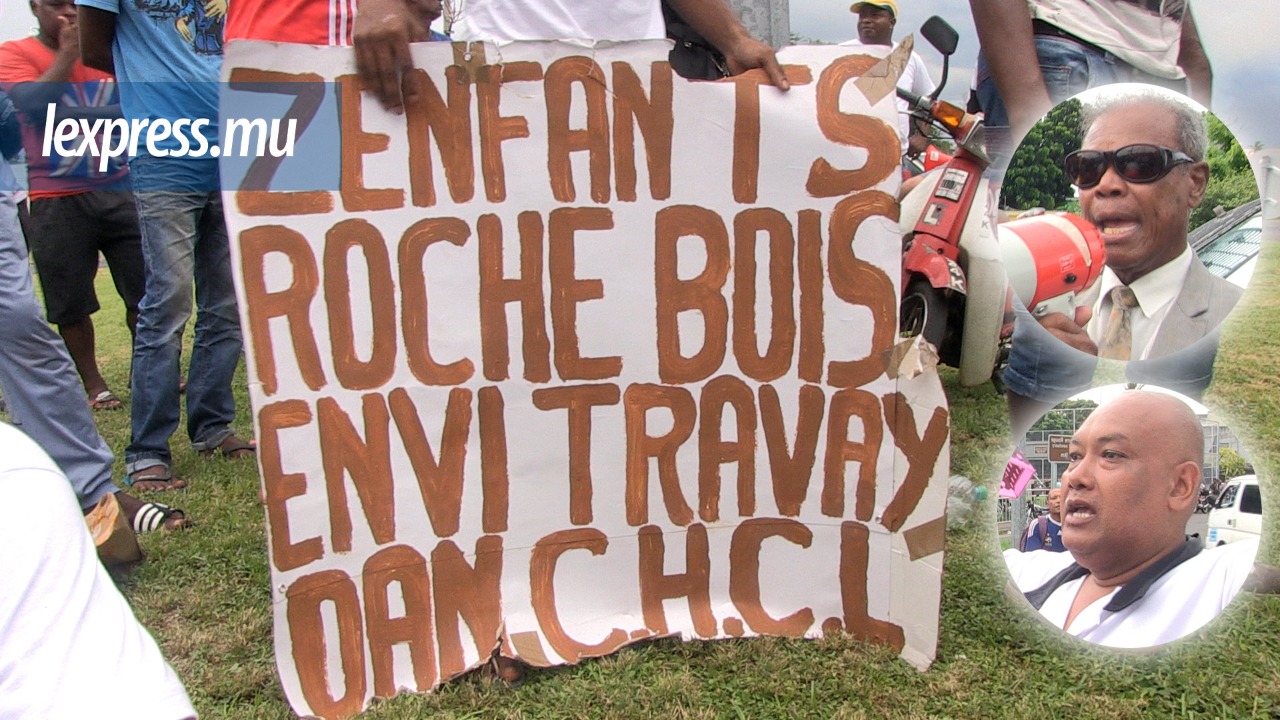 lexpress.mu
ZENFANTS
ROCHE BOIS
ENVI TRAVAY
DAN.C.H.C.L